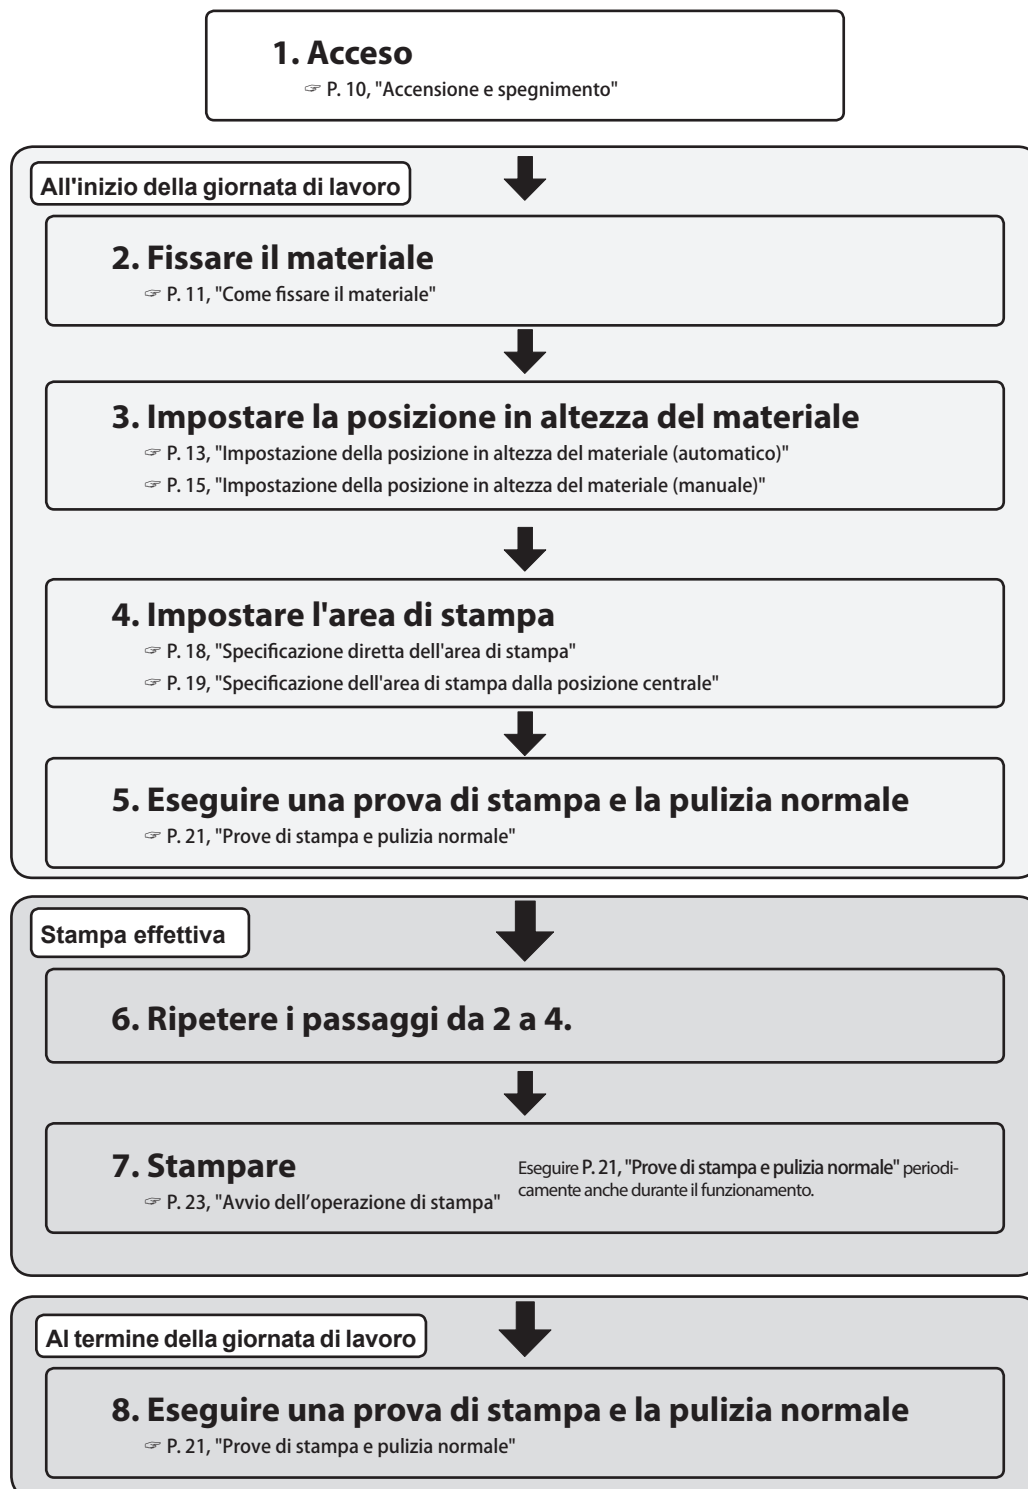 1. Acceso
☞ P. 10, "Accensione e spegnimento"
All'inizio della giornata di lavoro
2. Fissare il materiale
☞ P. 11, "Come fissare il materiale"
3. Impostare la posizione in altezza del materiale
☞ P. 13, "Impostazione della posizione in altezza del materiale (automatico)"
☞ P. 15, "Impostazione della posizione in altezza del materiale (manuale)"
4. Impostare l'area di stampa
☞ P. 18, "Specificazione diretta dell'area di stampa"
☞ P. 19, "Specificazione dell'area di stampa dalla posizione centrale"
5. Eseguire una prova di stampa e la pulizia normale
☞ P. 21, "Prove di stampa e pulizia normale"
Stampa effettiva
6. Ripetere i passaggi da 2 a 4.
7. Stampare
☞ P. 23, "Avvio dell’operazione di stampa"
Eseguire P. 21, "Prove di stampa e pulizia normale" periodi-
camente anche durante il funzionamento.
Al termine della giornata di lavoro
8. Eseguire una prova di stampa e la pulizia normale
☞ P. 21, "Prove di stampa e pulizia normale"